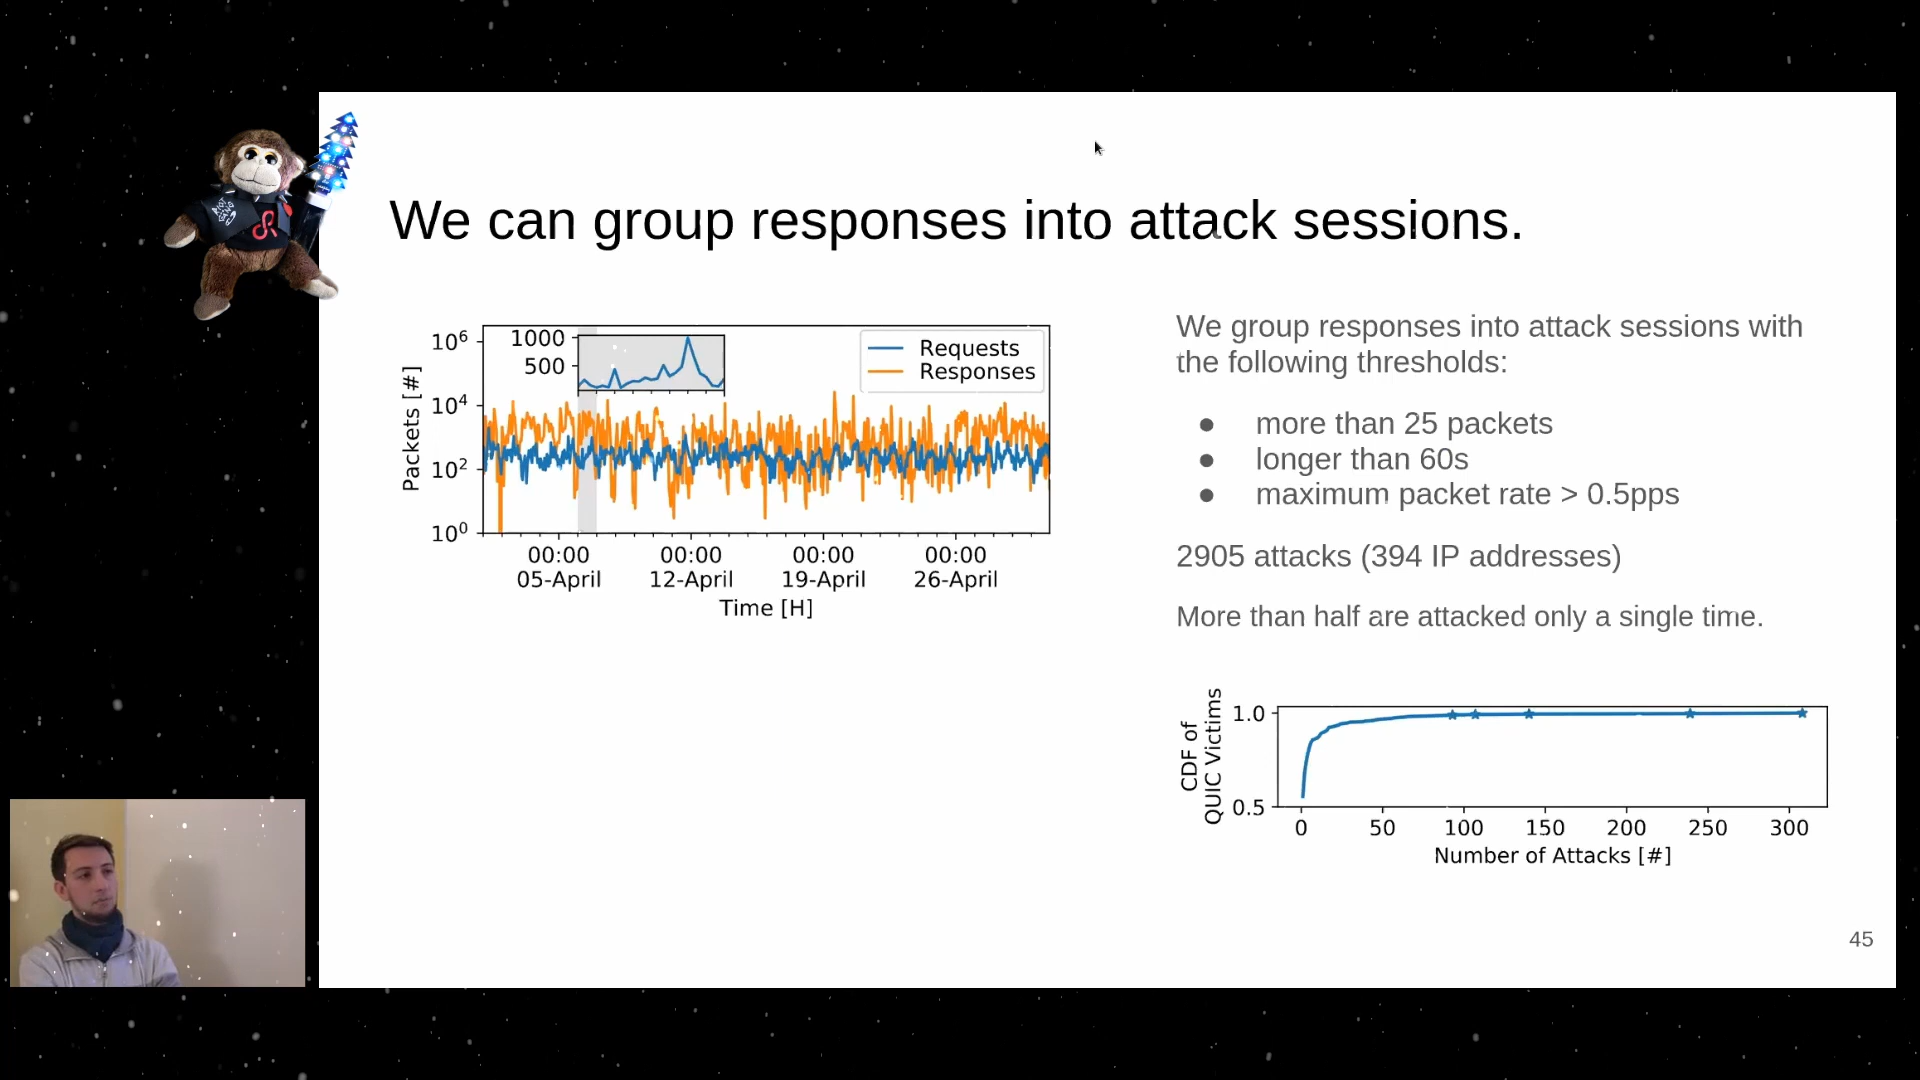 We can group responses into attack sessions.
1000
500
Requests
Responses
Packets [#]
10⁶
10⁴
10²
10⁰
00:00 00:00 00:00 00:00
05-April 12-April 19-April 26-April
Time [H]
We group responses into attack sessions with
the following thresholds:
● more than 25 packets
● longer than 60s
● maximum packet rate > 0.5pps
2905 attacks (394 IP addresses)
More than half are attacked only a single time.
CDF of
QUIC Victims
1.0
0.5
0 50 100 150 200 250 300
Number of Attacks [#]
45